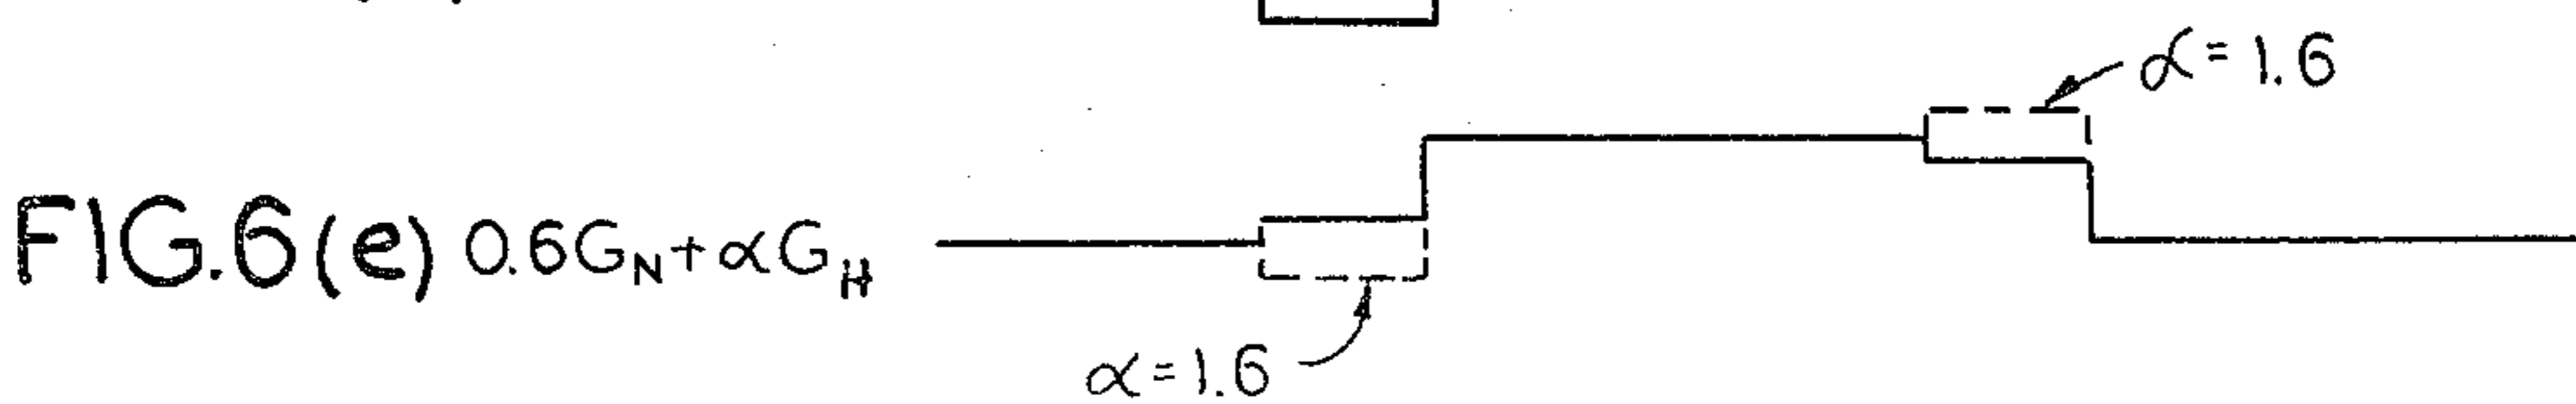 α = 1.6
FIG.6(e) 0.6G_N + αG_H
α = 1.6